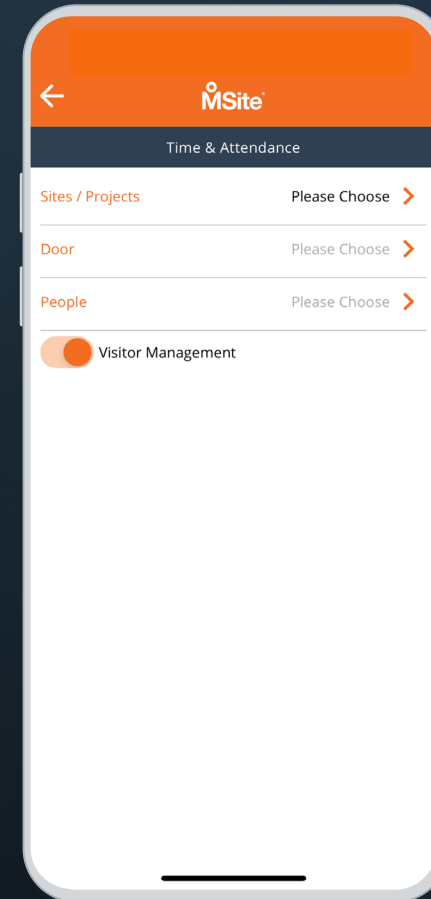 MSite
Time & Attendance
Sites / Projects Please Choose
Door Please Choose
People Please Choose
Visitor Management